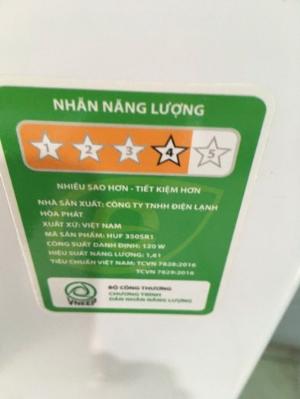 NHÃN NĂNG LƯỢNG
1 2 3 4 5
NHIỀU SAO HƠN - TIẾT KIỆM HƠN
NHÀ SẢN XUẤT: CÔNG TY TNHH ĐIỆN LẠNH
HÒA PHÁT
XUẤT XỨ: VIỆT NAM
MÃ SẢN PHẨM: HUF 350SR1
CÔNG SUẤT DANH ĐỊNH: 120 W
HIỆU SUẤT NĂNG LƯỢNG: 1,61
TIÊU CHUẨN VIỆT NAM: TCVN 7828:2016
TCVN 7829:2016
BỘ CÔNG THƯƠNG
CHƯƠNG TRÌNH
DÁN NHÃN NĂNG LƯỢNG
VNEEP